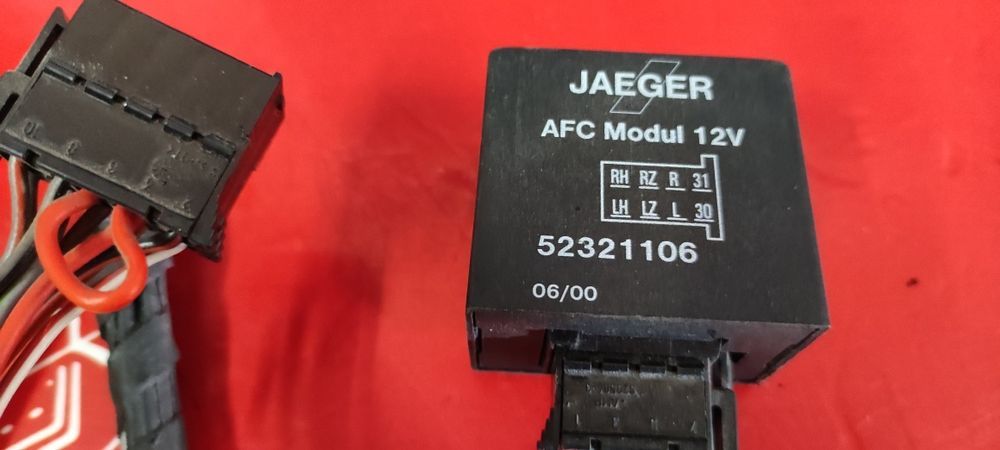 JAEGER
AFC Modul 12V
RH RZ R 31
LH LZ L 30
52321106
06/00